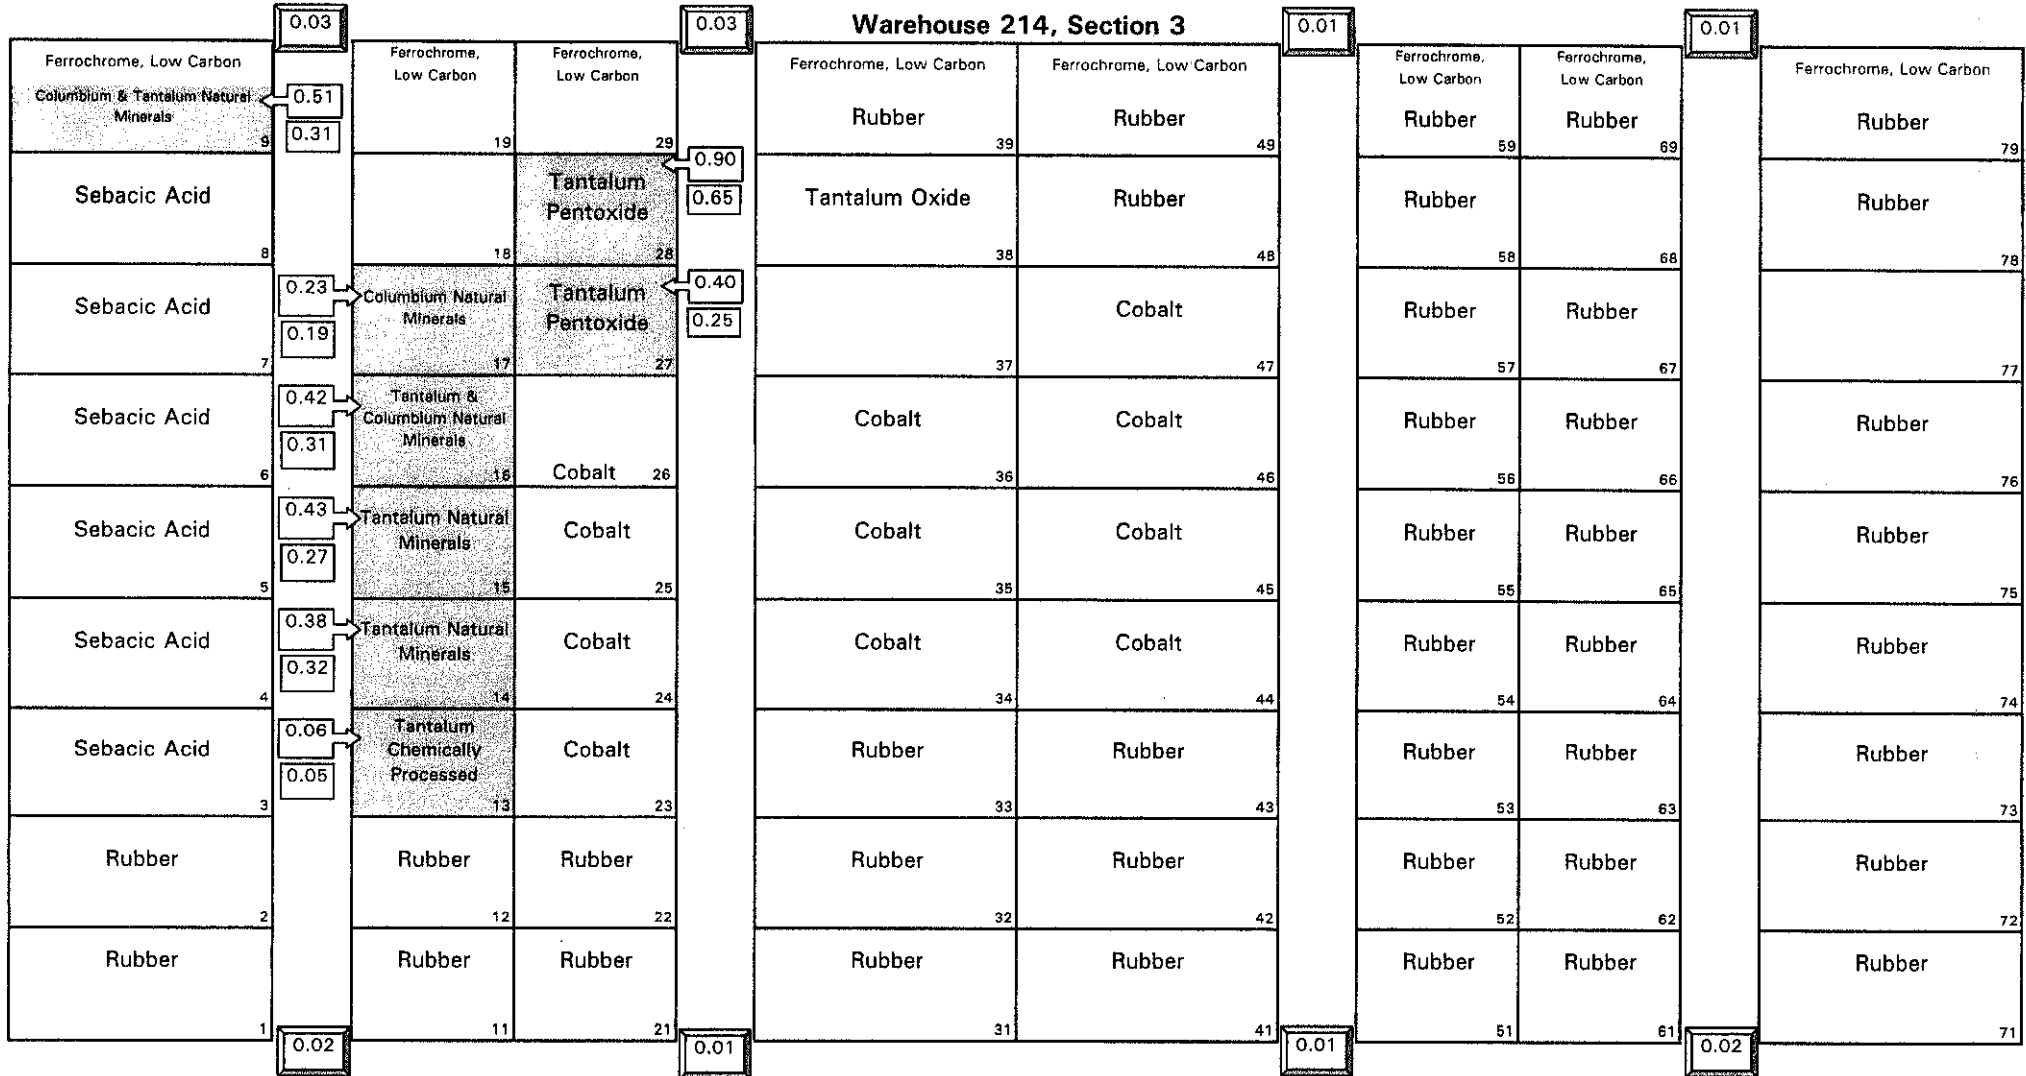 Warehouse 214, Section 3
0.03
0.03
0.01
0.01
Ferrochrome, Low Carbon
Columbium & Tantalum Natural
Minerals
9
0.51
0.31
Ferrochrome,
Low Carbon
19
Ferrochrome,
Low Carbon
29
Ferrochrome, Low Carbon
Rubber
39
Ferrochrome, Low Carbon
Rubber
49
Ferrochrome,
Low Carbon
Rubber
59
Ferrochrome,
Low Carbon
Rubber
69
Ferrochrome, Low Carbon
Rubber
79
Sebacic Acid
8
18
Tantalum
Pentoxide
28
0.90
0.65
Tantalum Oxide
38
Rubber
48
Rubber
58
68
Rubber
78
Sebacic Acid
7
0.23
0.19
Columbium Natural
Minerals
17
Tantalum
Pentoxide
27
0.40
0.25
37
Cobalt
47
Rubber
57
Rubber
67
77
Sebacic Acid
6
0.42
0.31
Tantalum &
Columbium Natural
Minerals
16
Cobalt 26
Cobalt
36
Cobalt
46
Rubber
56
Rubber
66
Rubber
76
Sebacic Acid
5
0.43
0.27
Tantalum Natural
Minerals
15
Cobalt
25
Cobalt
35
Cobalt
45
Rubber
55
Rubber
65
Rubber
75
Sebacic Acid
4
0.38
0.32
Tantalum Natural
Minerals
14
Cobalt
24
Cobalt
34
Cobalt
44
Rubber
54
Rubber
64
Rubber
74
Sebacic Acid
3
0.06
0.05
Tantalum
Chemically
Processed
13
Cobalt
23
Rubber
33
Rubber
43
Rubber
53
Rubber
63
Rubber
73
Rubber
2
Rubber
12
Rubber
22
Rubber
32
Rubber
42
Rubber
52
Rubber
62
Rubber
72
Rubber
1
Rubber
11
Rubber
21
Rubber
31
Rubber
41
Rubber
51
Rubber
61
Rubber
71
0.02
0.01
0.01
0.02